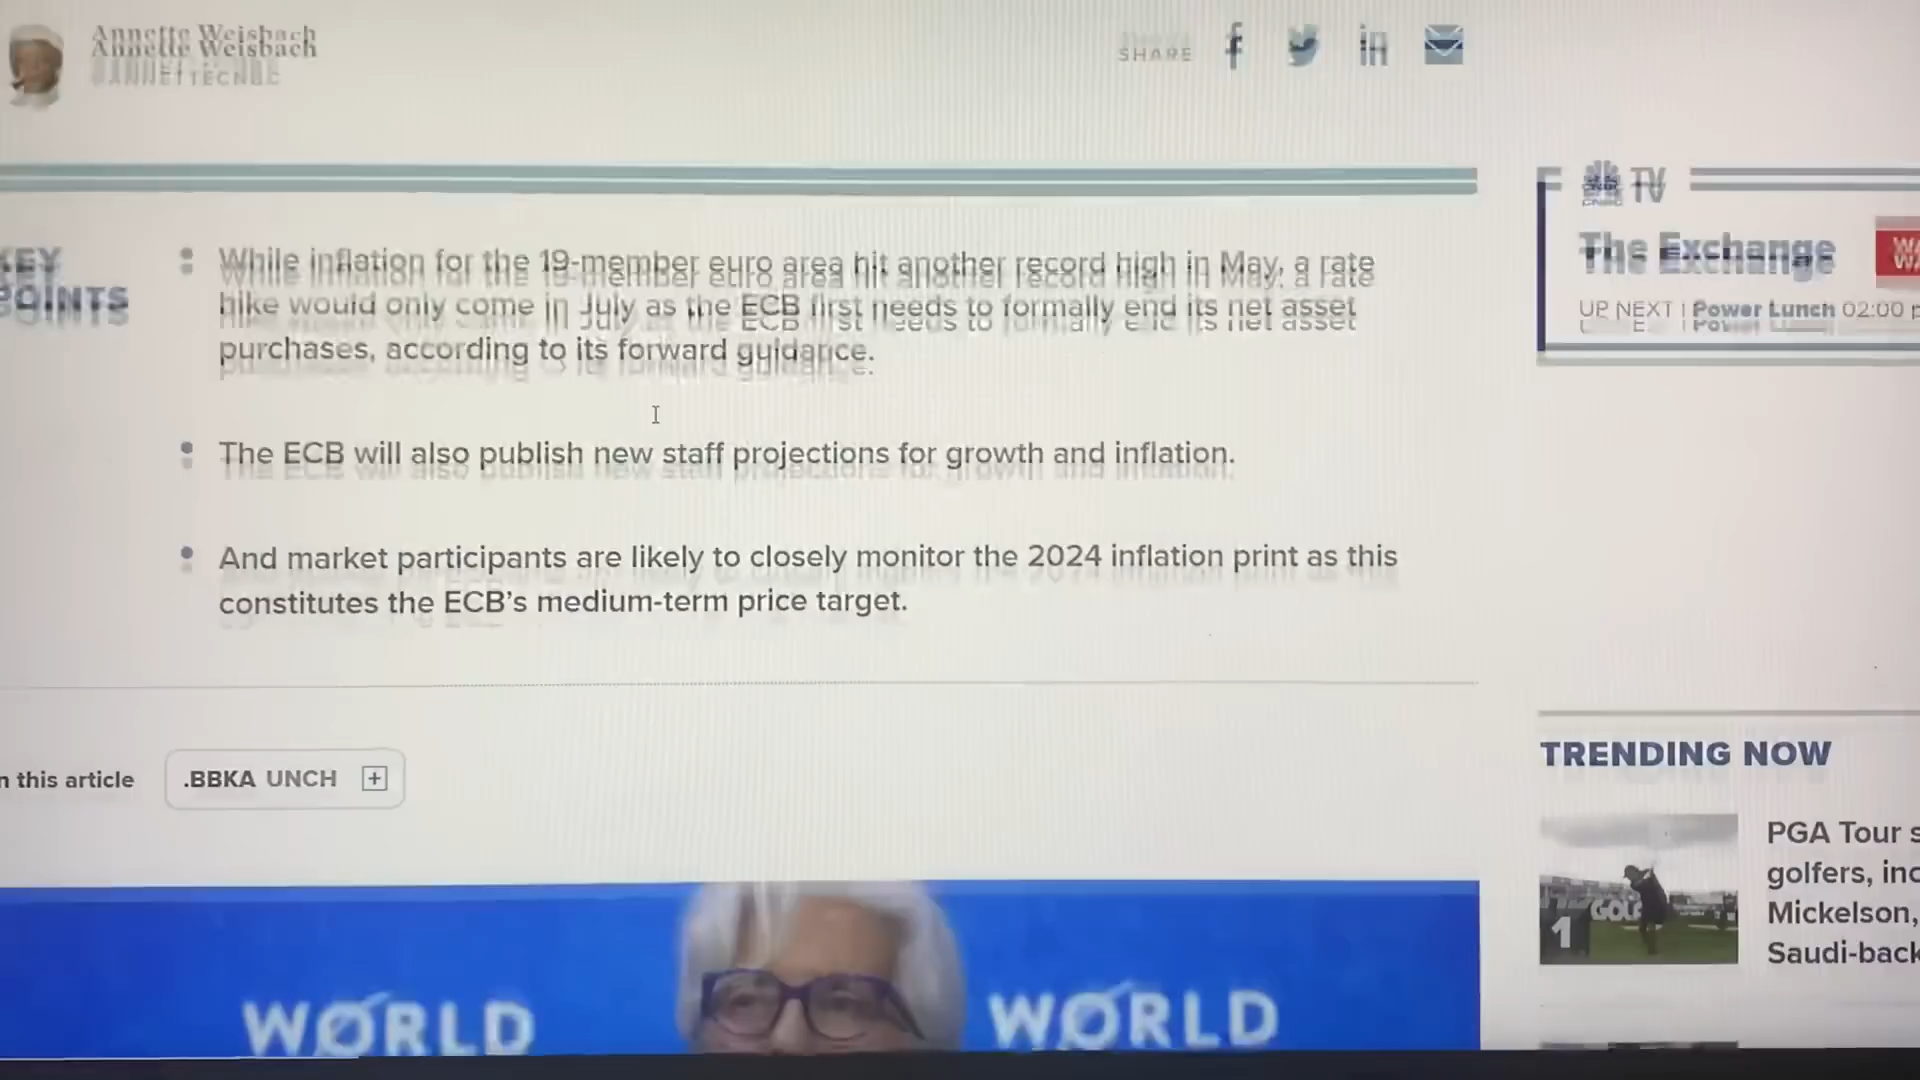 Annette Weisbach
@ANNETTECNBC
SHARE
KEY
POINTS
While inflation for the 19-member euro area hit another record high in May, a rate
hike would only come in July as the ECB first needs to formally end its net asset
purchases, according to its forward guidance.
The ECB will also publish new staff projections for growth and inflation.
And market participants are likely to closely monitor the 2024 inflation print as this
constitutes the ECB’s medium-term price target.
n this article
.BBKA UNCH
WORLD
WORLD
TV
The Exchange
UP NEXT | Power Lunch 02:00 p
TRENDING NOW
1
GOLF
PGA Tour s
golfers, inc
Mickelson,
Saudi-back